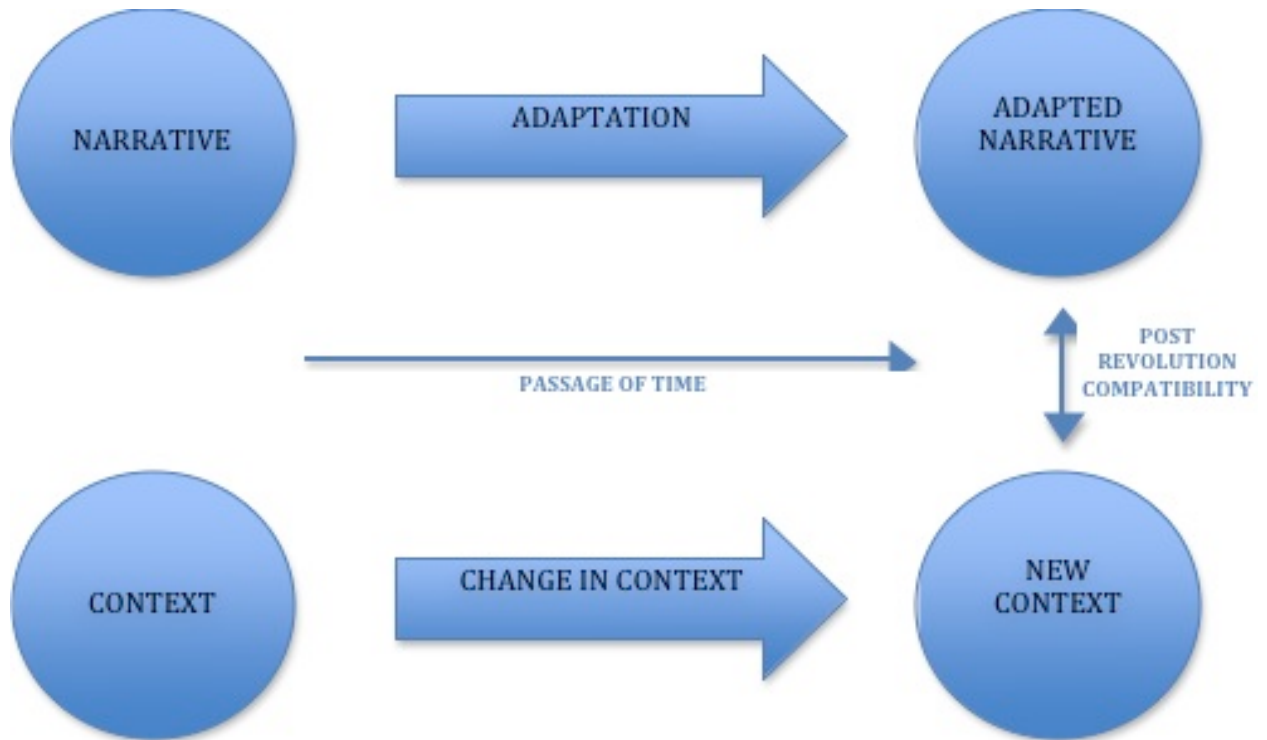 NARRATIVE
ADAPTATION
ADAPTED
NARRATIVE
PASSAGE OF TIME
POST
REVOLUTION
COMPATIBILITY
CONTEXT
CHANGE IN CONTEXT
NEW
CONTEXT